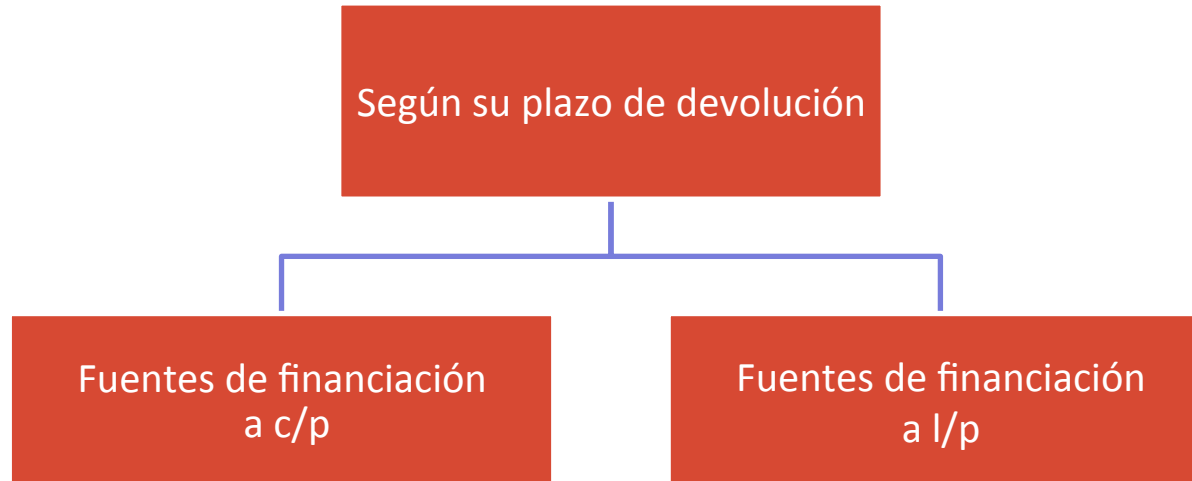 Según su plazo de devolución
Fuentes de financiación
a c/p
Fuentes de financiación
a l/p